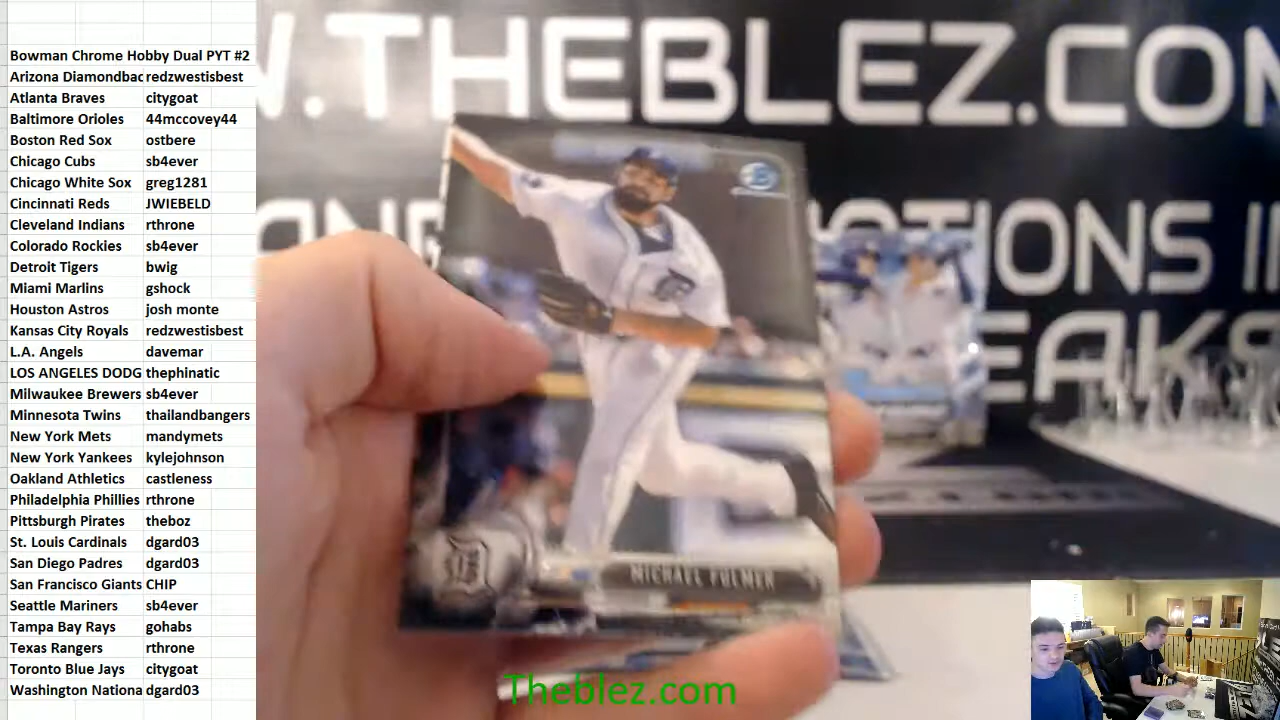 Bowman Chrome Hobby Dual PYT #2
Arizona Diamondbac redzwestisbest
Atlanta Braves citygoat
Baltimore Orioles 44mccovey44
Boston Red Sox ostbere
Chicago Cubs sb4ever
Chicago White Sox greg1281
Cincinnati Reds JWIEBELD
Cleveland Indians rthrone
Colorado Rockies sb4ever
Detroit Tigers bwig
Miami Marlins gshock
Houston Astros josh monte
Kansas City Royals redzwestisbest
L.A. Angels davemar
LOS ANGELES DODG thephinatic
Milwaukee Brewers sb4ever
Minnesota Twins thailandbangers
New York Mets mandymets
New York Yankees kylejohnson
Oakland Athletics castleness
Philadelphia Phillies rthrone
Pittsburgh Pirates theboz
St. Louis Cardinals dgard03
San Diego Padres dgard03
San Francisco Giants CHIP
Seattle Mariners sb4ever
Tampa Bay Rays gohabs
Texas Rangers rthrone
Toronto Blue Jays citygoat
Washington Nationa dgard03
W.THEBLEZ.COM
OTIONS I
EAKS
D
MICHAEL FULMER
Theblez.com